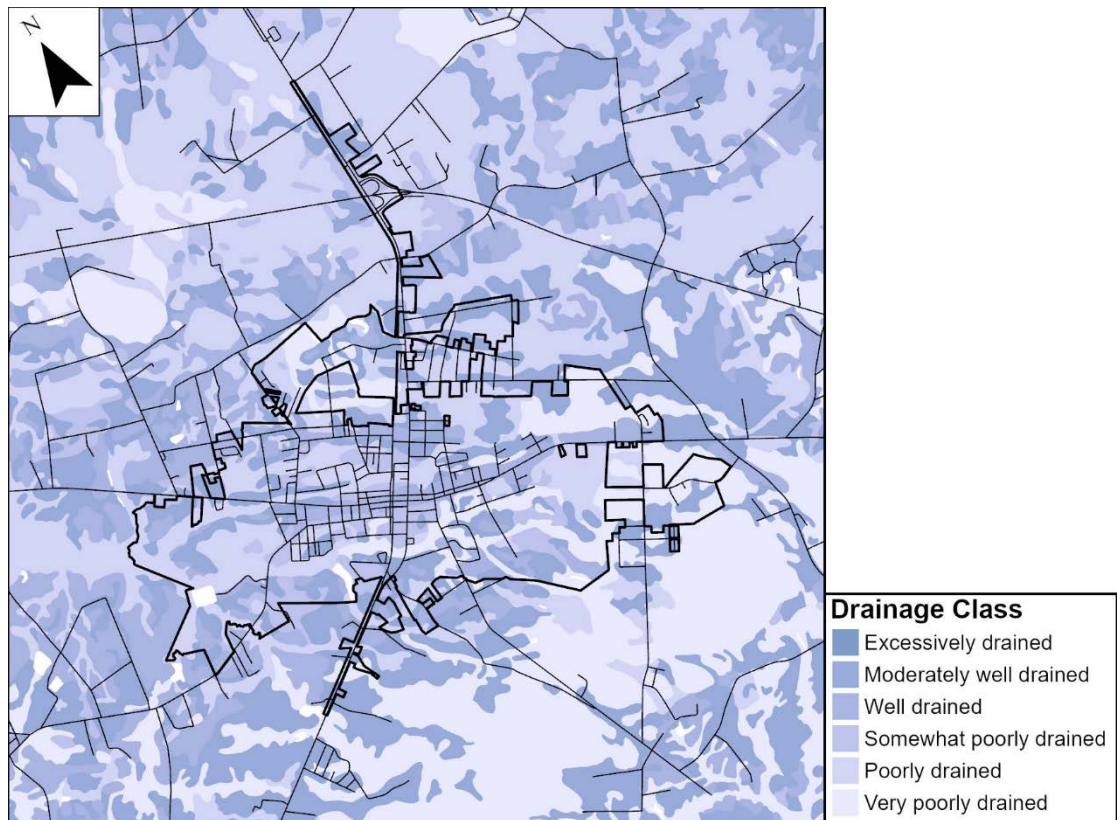 N
Drainage Class
Excessively drained
Moderately well drained
Well drained
Somewhat poorly drained
Poorly drained
Very poorly drained